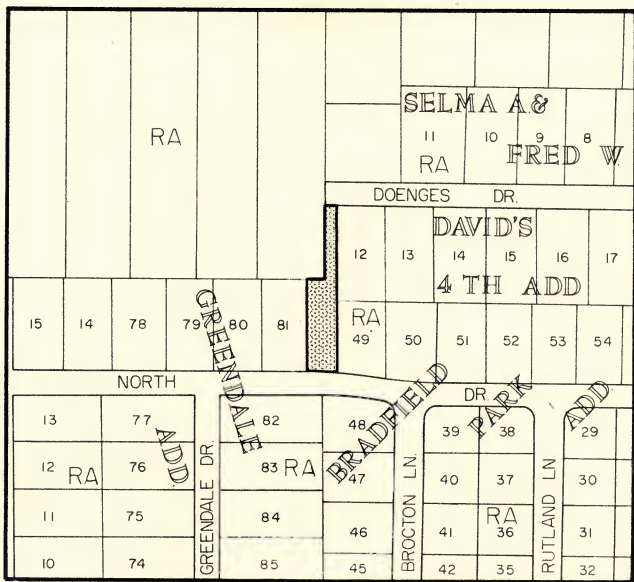 SELMA A. &
11 10 9 8
RA
RA
FRED W.
DOENGES DR.
DAVID'S
12 13 14 15 16 17
4 TH ADD
15 14 78 79 80 81
RA
49 50 51 52 53 54
GREENDALE
ADD.
NORTH DR.
BRADFIELD PARK ADD.
13 77 82 48 39 38 29
12 RA 76 83 RA 47 40 37 30
11 75 84 46 41 RA 36 31
10 74 85 45 42 35 32
GREENDALE DR.
BROCTON LN.
RUTLAND LN